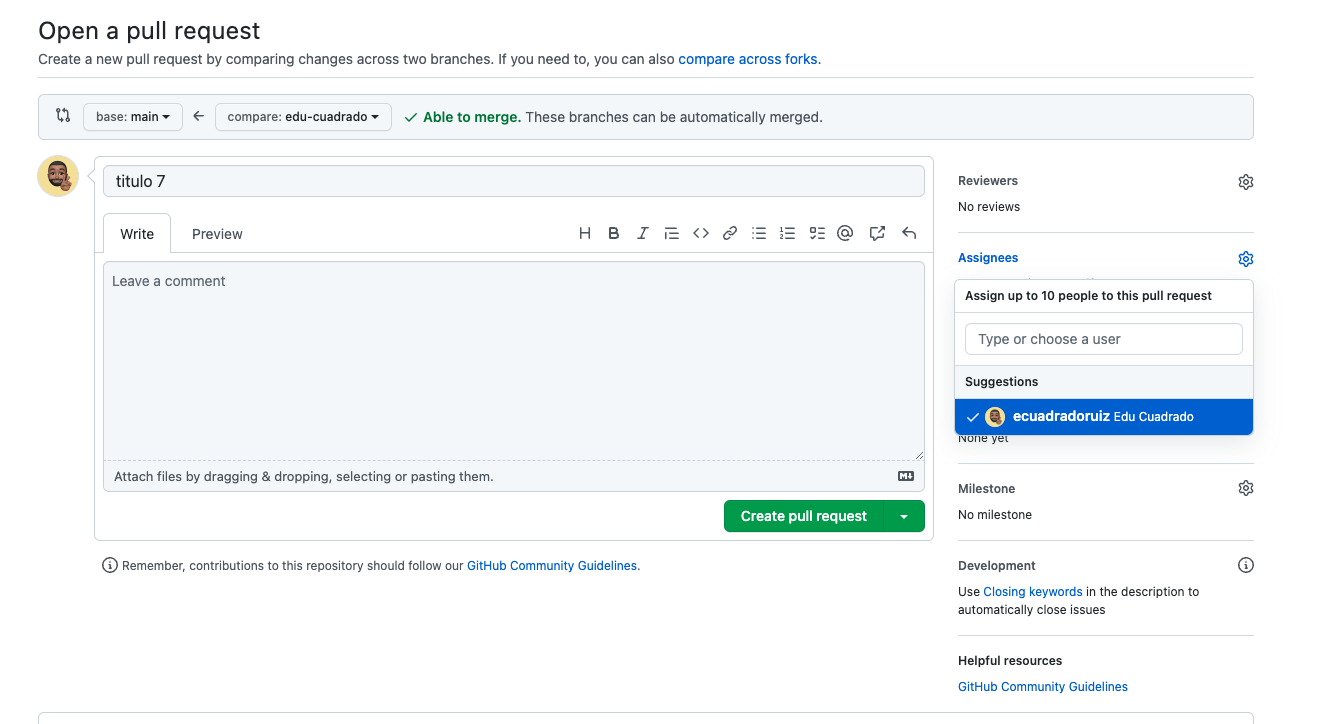 Open a pull request
Create a new pull request by comparing changes across two branches. If you need to, you can also compare across forks.
base: main
compare: edu-cuadrado
Able to merge. These branches can be automatically merged.
titulo 7
Write
Preview
Leave a comment
Attach files by dragging & dropping, selecting or pasting them.
Create pull request
Remember, contributions to this repository should follow our GitHub Community Guidelines.
Reviewers
No reviews
Assignees
Assign up to 10 people to this pull request
Type or choose a user
Suggestions
ecuadradoruiz Edu Cuadrado
None yet
Milestone
No milestone
Development
Use Closing keywords in the description to
automatically close issues
Helpful resources
GitHub Community Guidelines